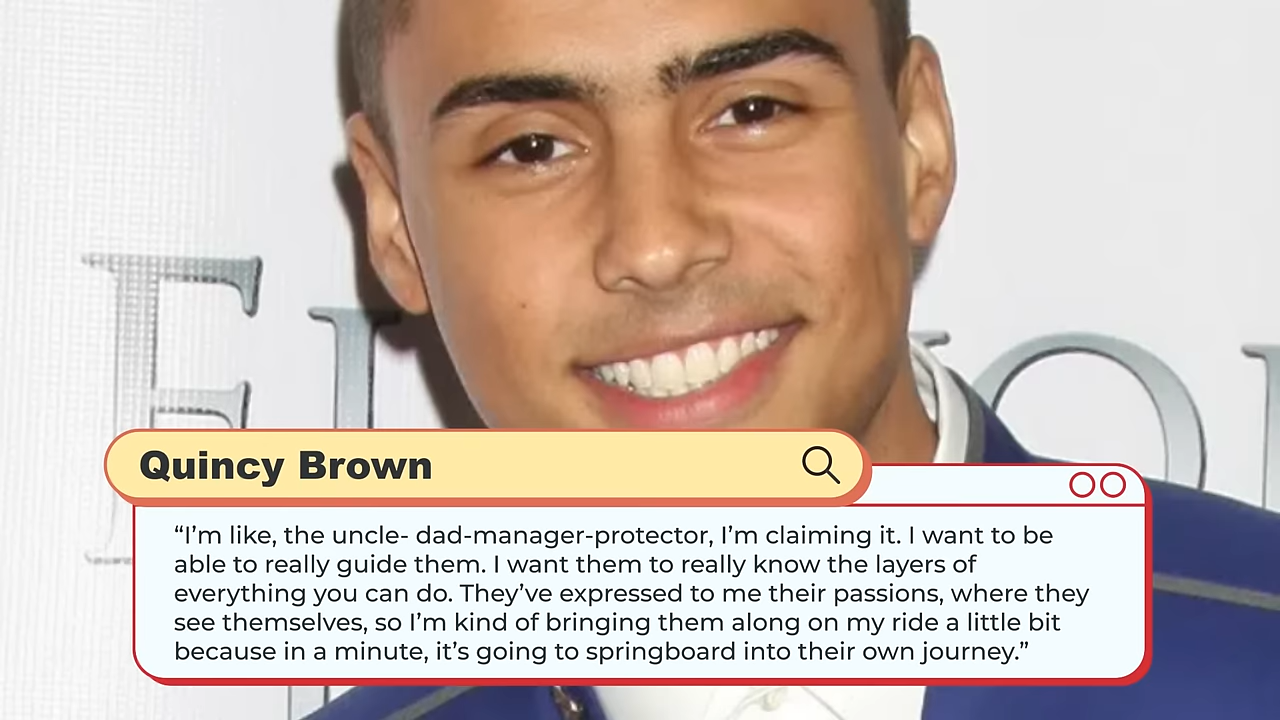 Quincy Brown
“I’m like, the uncle- dad-manager-protector, I’m claiming it. I want to be
able to really guide them. I want them to really know the layers of
everything you can do. They’ve expressed to me their passions, where they
see themselves, so I’m kind of bringing them along on my ride a little bit
because in a minute, it’s going to springboard into their own journey.”